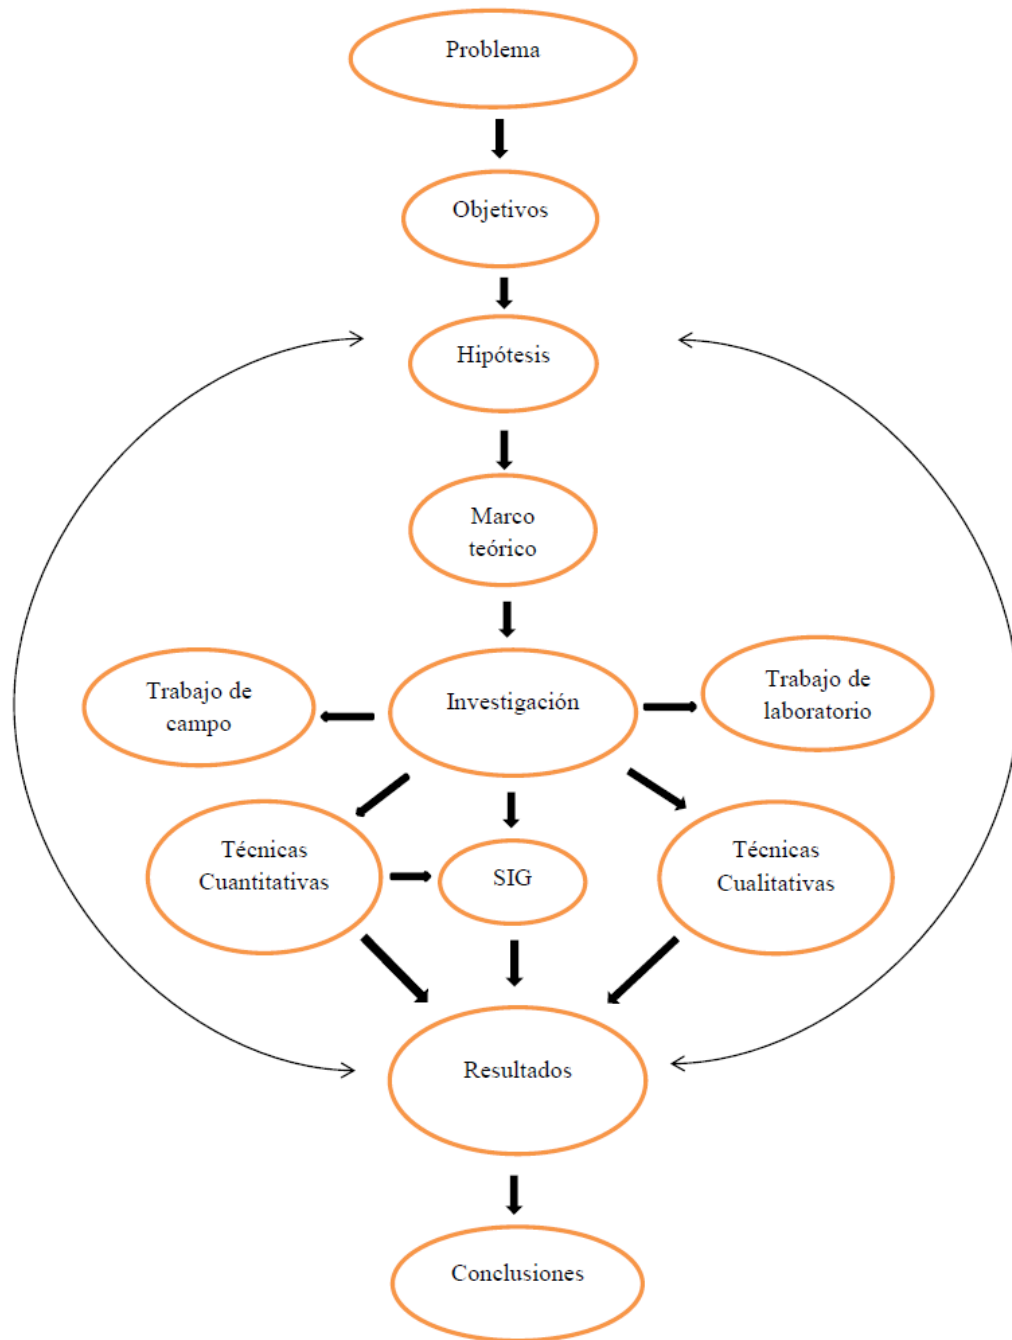 Problema
Objetivos
Hipótesis
Marco
teórico
Trabajo de
campo
Investigación
Trabajo de
laboratorio
Técnicas
Cuantitativas
SIG
Técnicas
Cualitativas
Resultados
Conclusiones